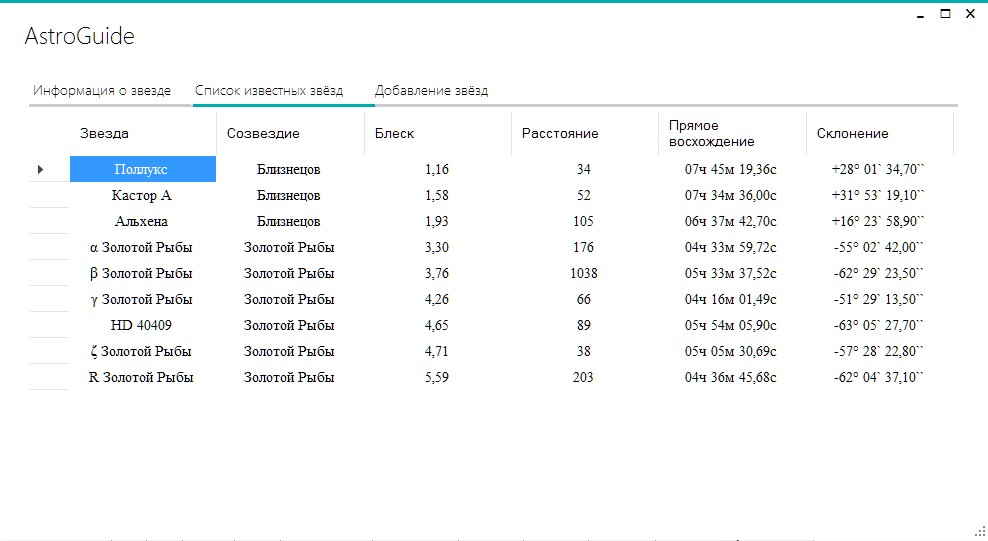 AstroGuide
Информация о звезде Список известных звёзд Добавление звёзд
Звезда Созвездие Блеск Расстояние Прямое восхождение Склонение
Поллукс Близнецов 1,16 34 07ч 45м 19,36с +28° 01` 34,70``
Кастор А Близнецов 1,58 52 07ч 34м 36,00с +31° 53` 19,10``
Альхена Близнецов 1,93 105 06ч 37м 42,70с +16° 23` 58,90``
α Золотой Рыбы Золотой Рыбы 3,30 176 04ч 33м 59,72с -55° 02` 42,00``
β Золотой Рыбы Золотой Рыбы 3,76 1038 05ч 33м 37,52с -62° 29` 23,50``
γ Золотой Рыбы Золотой Рыбы 4,26 66 04ч 16м 01,49с -51° 29` 13,50``
HD 40409 Золотой Рыбы 4,65 89 05ч 54м 05,90с -63° 05` 27,70``
ζ Золотой Рыбы Золотой Рыбы 4,71 38 05ч 05м 30,69с -57° 28` 22,80``
R Золотой Рыбы Золотой Рыбы 5,59 203 04ч 36м 45,68с -62° 04` 37,10``